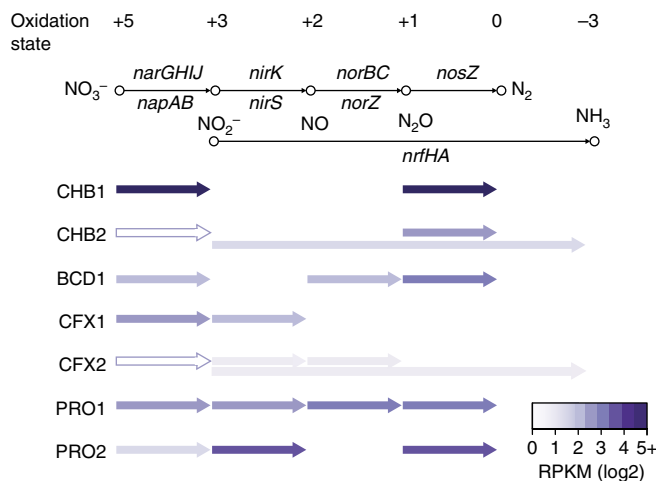 Oxidation state +5 +3 +2 +1 0 –3
narGHIJ nirK norBC nosZ
NO₃⁻ N₂
napAB nirS norZ
NO₂⁻ NO N₂O NH₃
nrfHA
CHB1
CHB2
BCD1
CFX1
CFX2
PRO1
PRO2
0 1 2 3 4 5+
RPKM (log2)